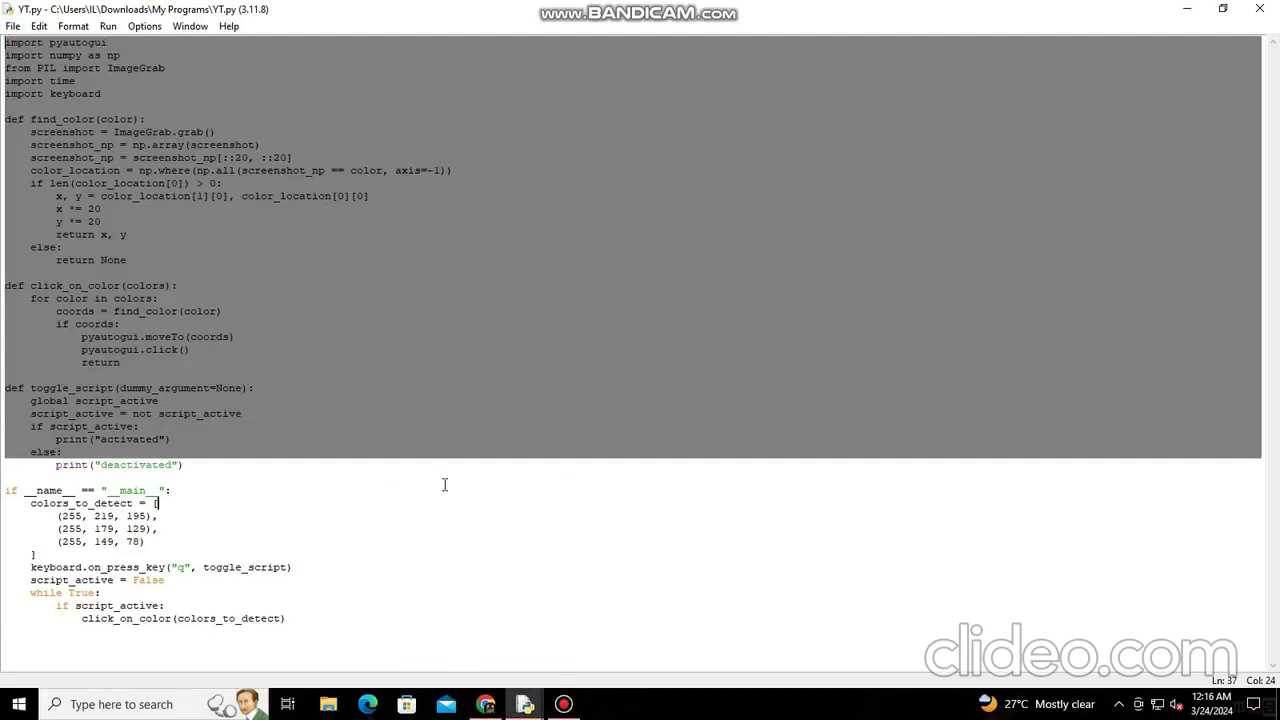 YT.py - C:\Users\IL\Downloads\My Programs\YT.py (3.11.8)
WWW.BANDICAM.COM
File Edit Format Run Options Window Help
import pyautogui
import numpy as np
from PIL import ImageGrab
import time
import keyboard
def find_color(color):
    screenshot = ImageGrab.grab()
    screenshot_np = np.array(screenshot)
    screenshot_np = screenshot_np[::20, ::20]
    color_location = np.where(np.all(screenshot_np == color, axis=-1))
    if len(color_location[0]) > 0:
        x, y = color_location[1][0], color_location[0][0]
        x *= 20
        y *= 20
        return x, y
    else:
        return None
def click_on_color(colors):
    for color in colors:
        coords = find_color(color)
        if coords:
            pyautogui.moveTo(coords)
            pyautogui.click()
            return
def toggle_script(dummy_argument=None):
    global script_active
    script_active = not script_active
    if script_active:
        print("activated")
    else:
        print("deactivated")
if __name__ == "__main__":
    colors_to_detect = [
        (255, 219, 195),
        (255, 179, 129),
        (255, 149, 78)
    ]
    keyboard.on_press_key("q", toggle_script)
    script_active = False
    while True:
        if script_active:
            click_on_color(colors_to_detect)
clideo.com
Ln: 37 Col: 24
Type here to search
27°C Mostly clear
12:16 AM
3/24/2024